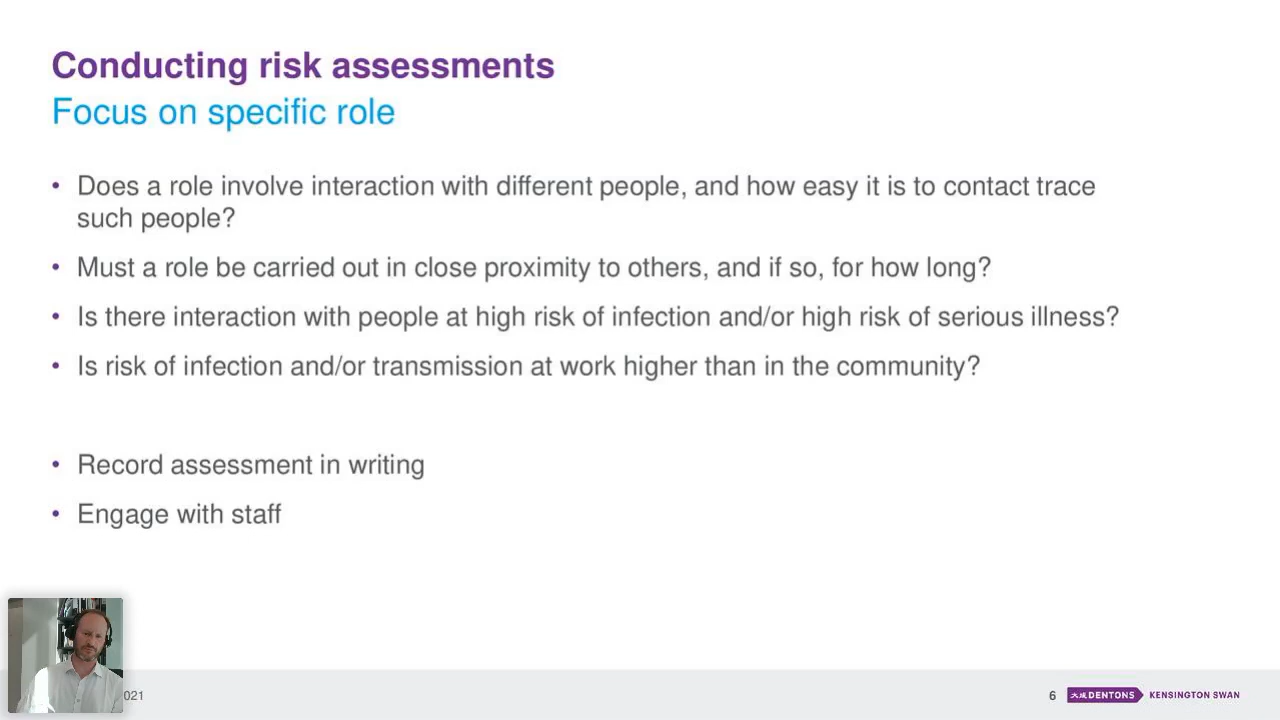 Conducting risk assessments
Focus on specific role
• Does a role involve interaction with different people, and how easy it is to contact trace
such people?
• Must a role be carried out in close proximity to others, and if so, for how long?
• Is there interaction with people at high risk of infection and/or high risk of serious illness?
• Is risk of infection and/or transmission at work higher than in the community?
• Record assessment in writing
• Engage with staff
021
6 大成 DENTONS KENSINGTON SWAN